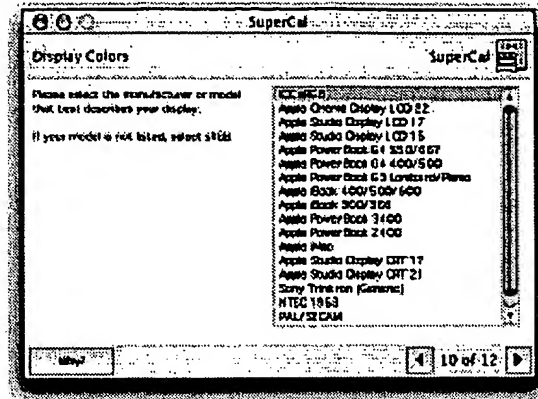 SuperCal
Display Colors
SuperCal
Please select the manufacturer or model
that best describes your display.
If your model is not listed, select sRGB
Apple Cinema Display LCD 22
Apple Studio Display LCD 17
Apple Studio Display LCD 15
Apple PowerBook G4 550/667
Apple PowerBook G4 400/500
Apple PowerBook G3 Lombard/Pismo
Apple iBook 400/500/600
Apple iBook 300/366
Apple PowerBook 3400
Apple PowerBook 2400
Apple iMac
Apple Studio Display CRT 17
Apple Studio Display CRT 21
Sony Trinitron (Generic)
NTSC 1953
PAL/SECAM
Why?
10 of 12